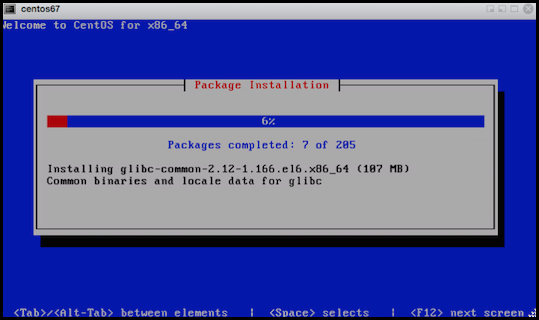 centos67
Welcome to CentOS for x86_64
Package Installation
6%
Packages completed: 7 of 205
Installing glibc-common-2.12-1.166.el6.x86_64 (107 MB)
Common binaries and locale data for glibc
<Tab>/<Alt-Tab> between elements | <Space> selects | <F12> next screen